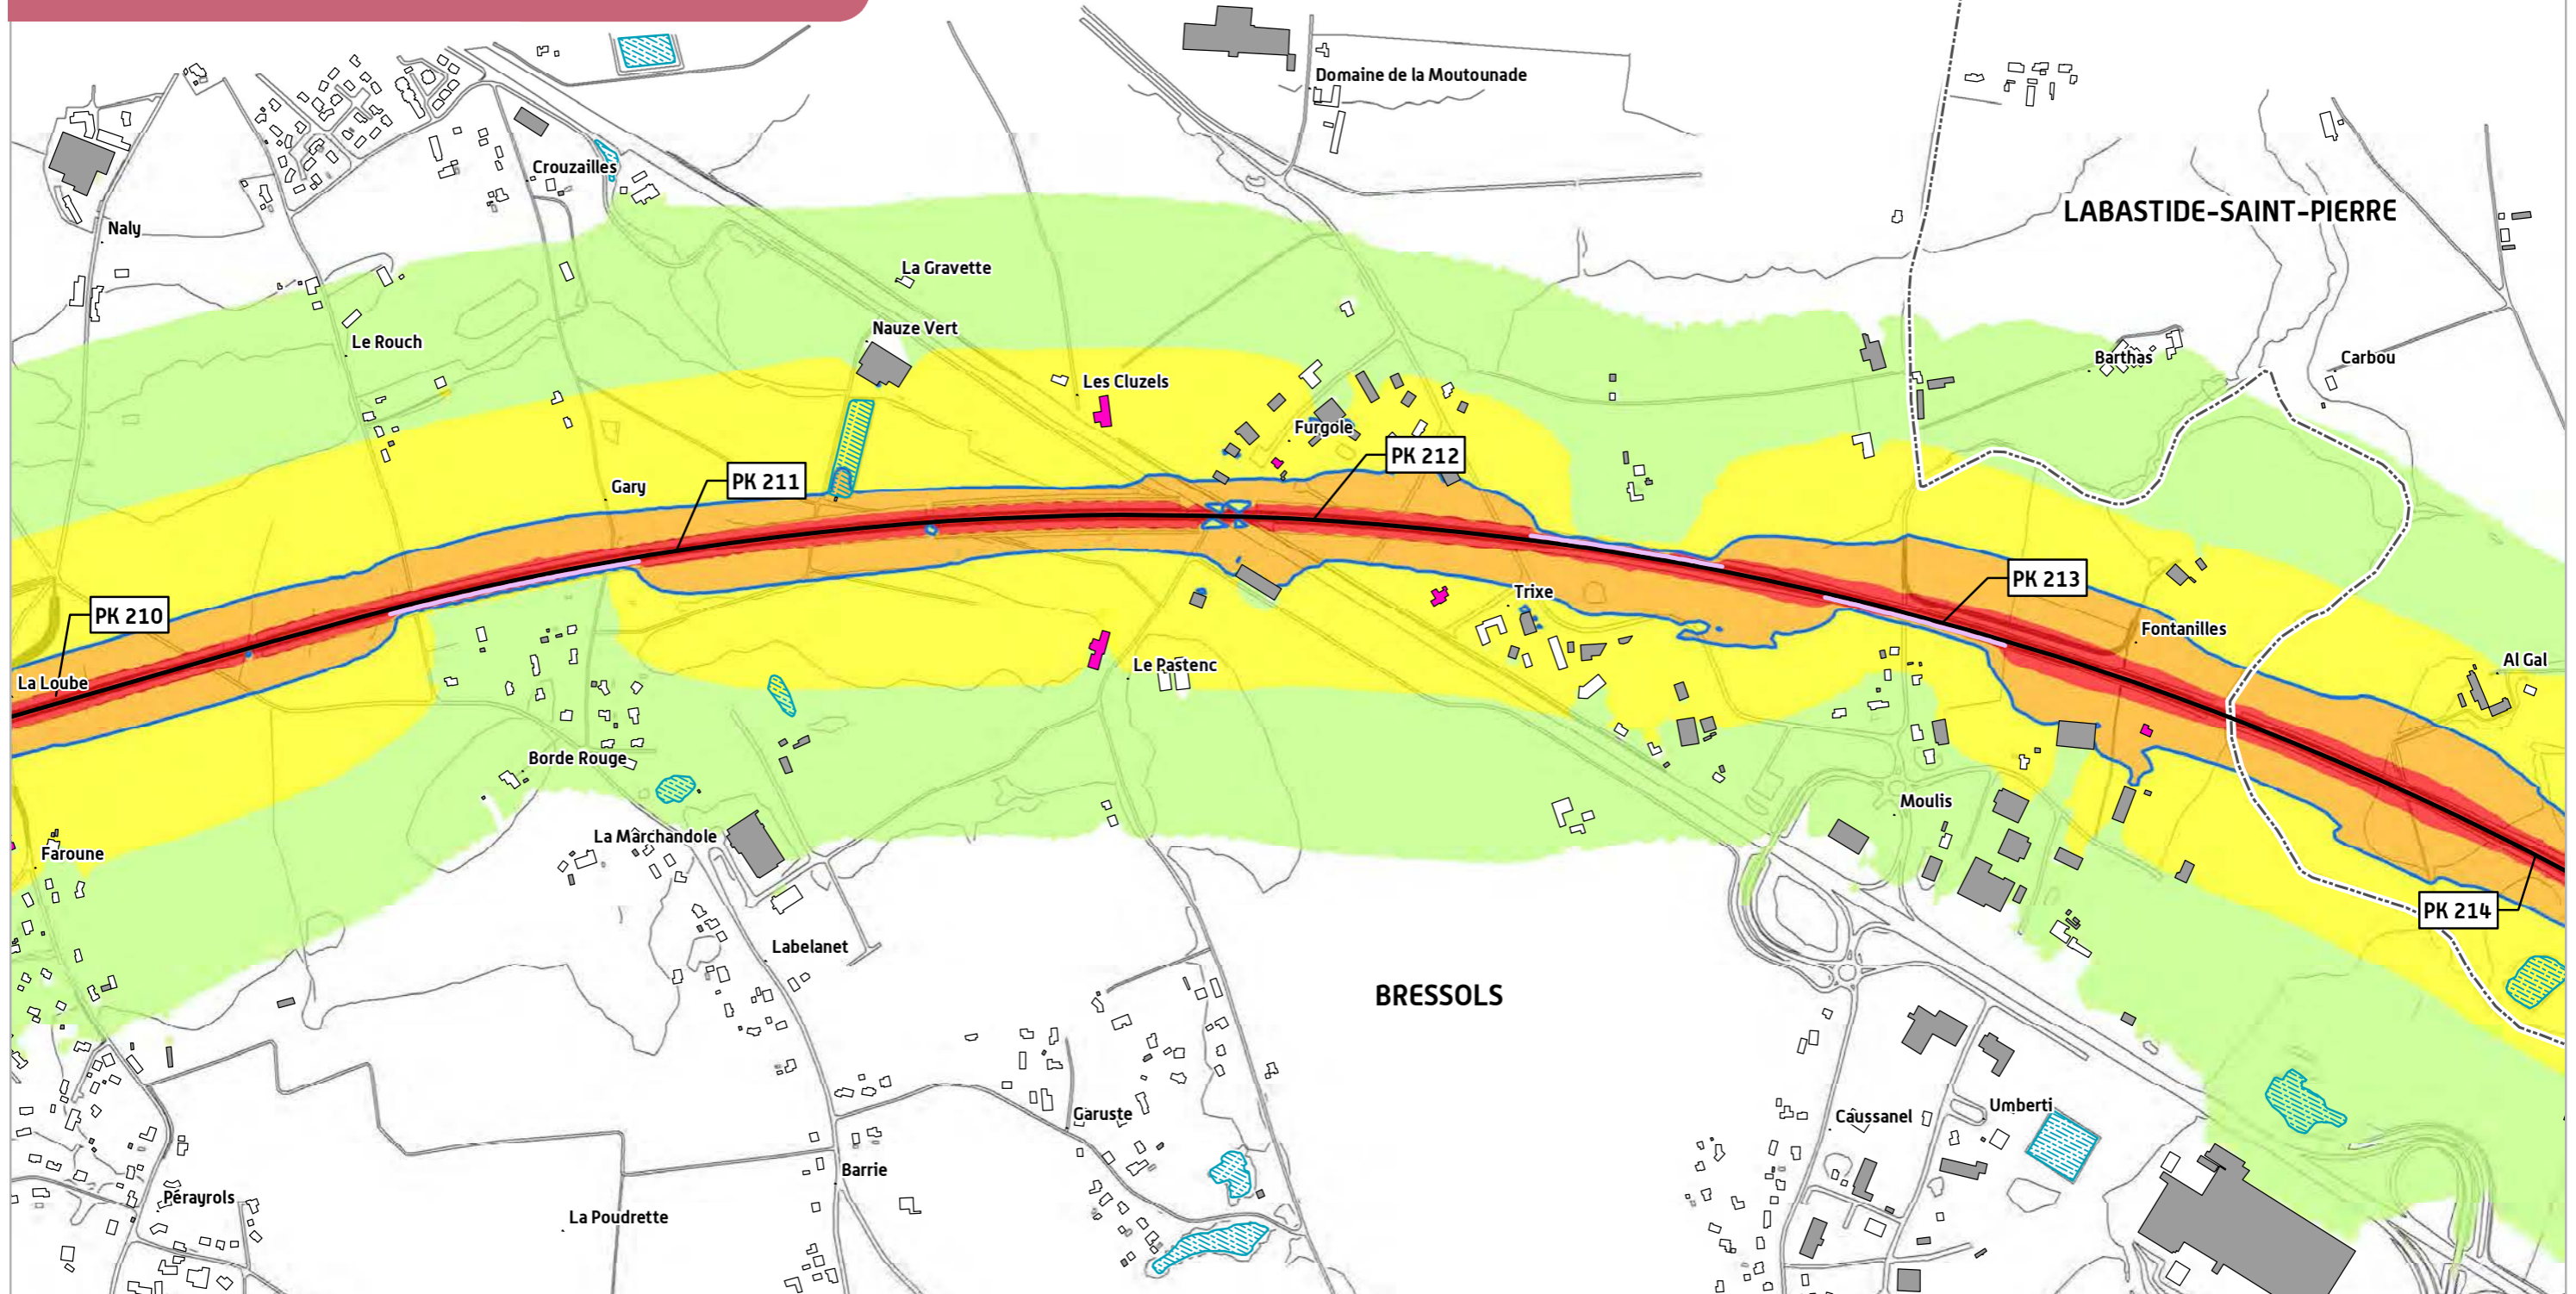 Domaine de la Moutounade
Crouzailles
LABASTIDE-SAINT-PIERRE
Naly
La Gravette
Nauze Vert
Le Rouch
Barthas
Carbou
Les Cluzels
Furgole
PK 212
PK 211
Gary
PK 213
Trixe
PK 210
Fontanilles
Al Gal
Le Pastenc
La Loube
Borde Rouge
Moulis
La Marchandole
Faroune
PK 214
Labelanet
BRESSOLS
Umberti
Garuste
Caussanel
Barrie
Pérayrols
La Poudrette